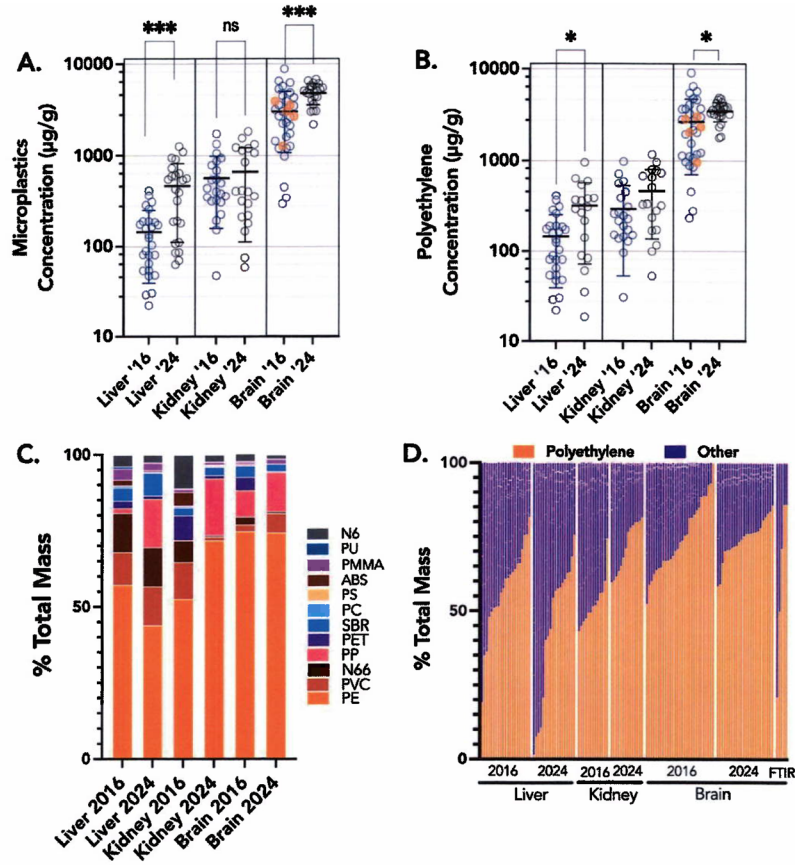 A.
*** ns ***
Microplastics
Concentration (µg/g)
10000
1000
100
10
Liver '16
Liver '24
Kidney '16
Kidney '24
Brain '16
Brain '24
B.
* *
Polyethylene
Concentration (µg/g)
10000
1000
100
10
Liver '16
Liver '24
Kidney '16
Kidney '24
Brain '16
Brain '24
C.
% Total Mass
100
50
0
Liver 2016
Liver 2024
Kidney 2016
Kidney 2024
Brain 2016
Brain 2024
N6
PU
PMMA
ABS
PS
PC
SBR
PET
PP
N66
PVC
PE
D.
Polyethylene Other
% Total Mass
100
50
0
2016 2024 2016 2024 2016 2024 FTIR
Liver Kidney Brain